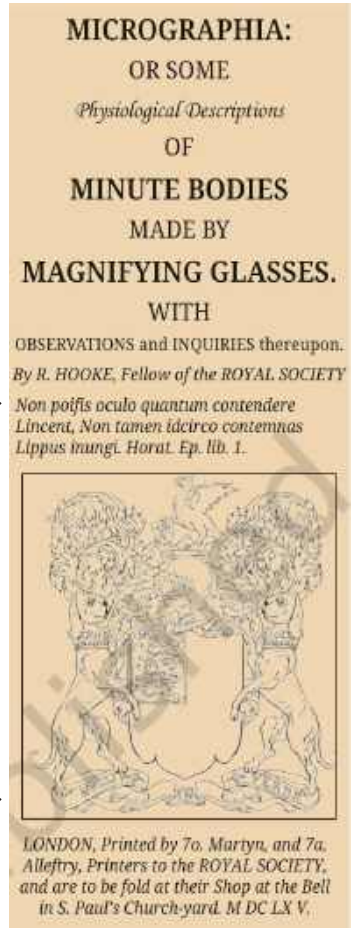 MICROGRAPHIA:
OR SOME
Physiological Descriptions
OF
MINUTE BODIES
MADE BY
MAGNIFYING GLASSES.
WITH
OBSERVATIONS and INQUIRIES thereupon.
By R. HOOKE, Fellow of the ROYAL SOCIETY
Non poifis oculo quantum contendere
Lincent, Non tamen idcirco contemnas
Lippus inungi. Horat. Ep. lib. 1.
LONDON, Printed by 7o. Martyn, and 7a.
Alleftry, Printers to the ROYAL SOCIETY,
and are to be fold at their Shop at the Bell
in S. Paul's Church-yard. M DC LX V.